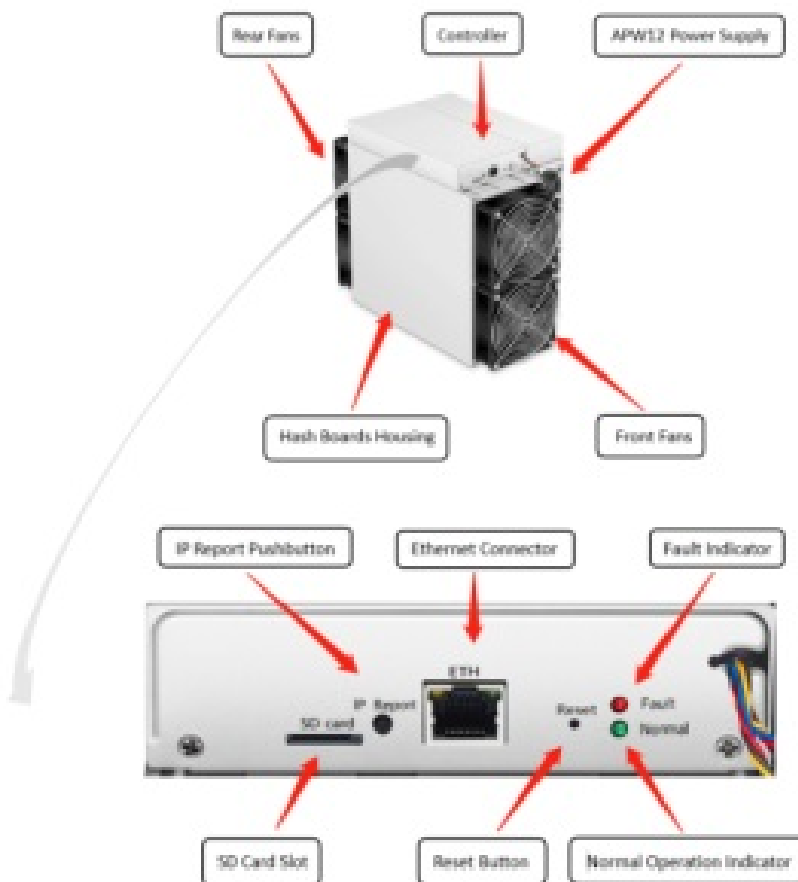 Rear Fans
Controller
APW12 Power Supply
Hash Boards Housing
Front Fans
IP Report Pushbutton
Ethernet Connector
Fault Indicator
ETH
IP Report
SD card
Reset
Fault
Normal
SD Card Slot
Reset Button
Normal Operation Indicator